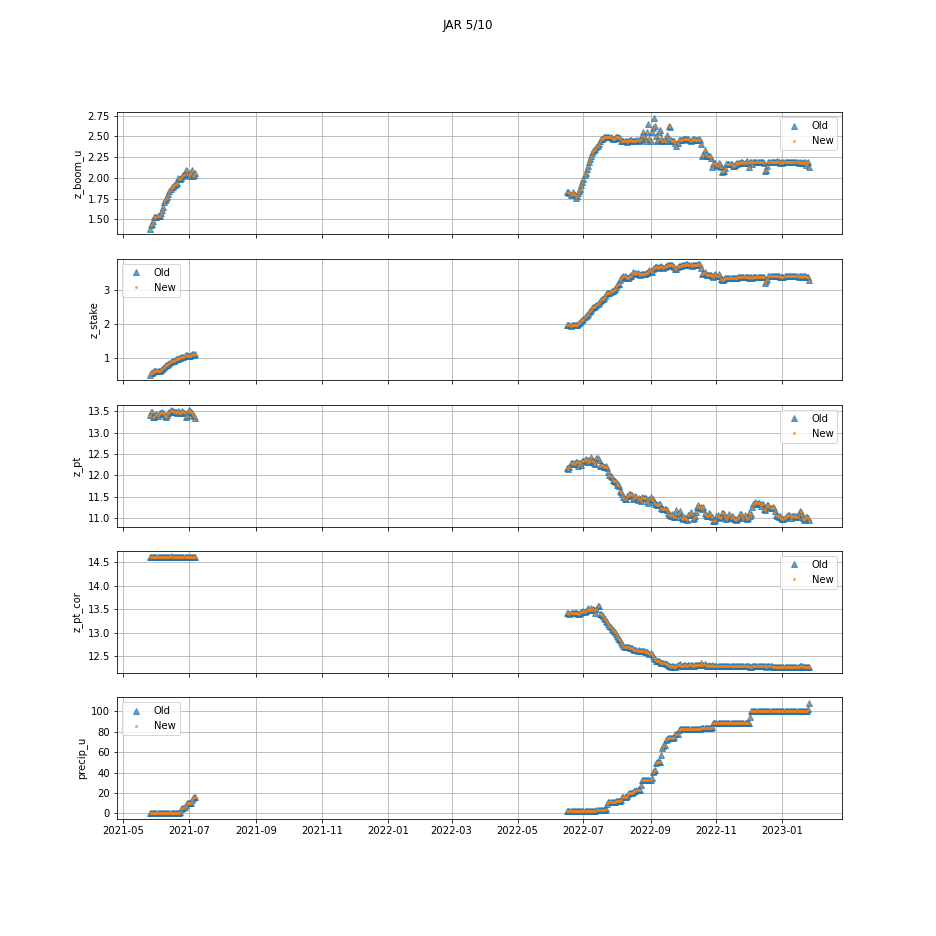 JAR 5/10
2.75
2.50
2.25
2.00
1.75
1.50
z_boom_u
Old
New
3
2
1
z_stake
Old
New
13.5
13.0
12.5
12.0
11.5
11.0
z_pt
Old
New
14.5
14.0
13.5
13.0
12.5
z_pt_cor
Old
New
100
80
60
40
20
0
precip_u
Old
New
2021-05 2021-07 2021-09 2021-11 2022-01 2022-03 2022-05 2022-07 2022-09 2022-11 2023-01